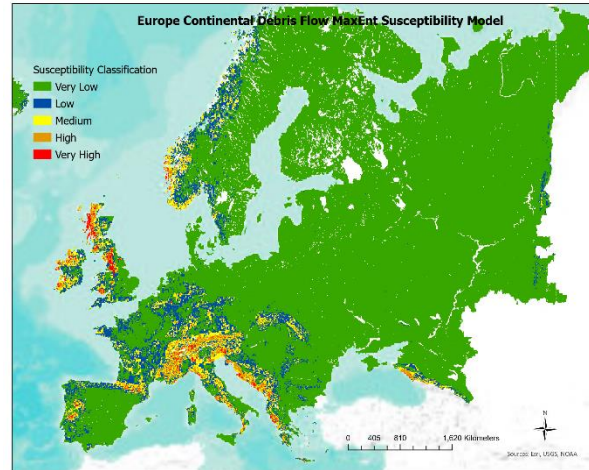 Europe Continental Debris Flow MaxEnt Susceptibility Model
Susceptibility Classification
Very Low
Low
Medium
High
Very High
N
0 405 810 1,620 Kilometers
Sources: Esri, USGS, NOAA